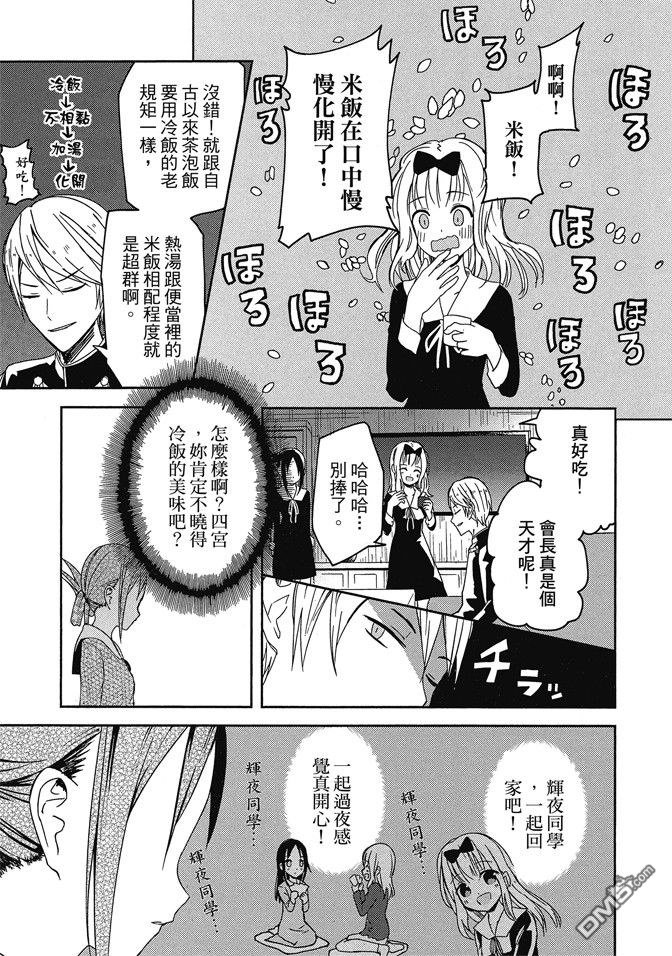 啊啊!
米飯!
米飯在口中慢
慢化開了!
ほろ
ほろ
ほろ
ほろ
ほろ
ほろ
ほろ
沒錯!就跟自
古以來茶泡飯
要用冷飯的老
規矩一樣,
熱湯跟便當裡的
米飯相配程度就
是超群啊。
冷飯
↓
不相黏
↓
加湯
↓
化開
好吃!
真好吃!
會長真是個
天才呢!
哈哈哈…
別捧了。
怎麼樣啊?四宮
,妳肯定不曉得
冷飯的美味吧?
チラッ
輝夜同學
,一起回
家吧!
一起過夜感
覺真開心!
輝夜同學…
輝夜同學…
輝夜同學…
DM5.com